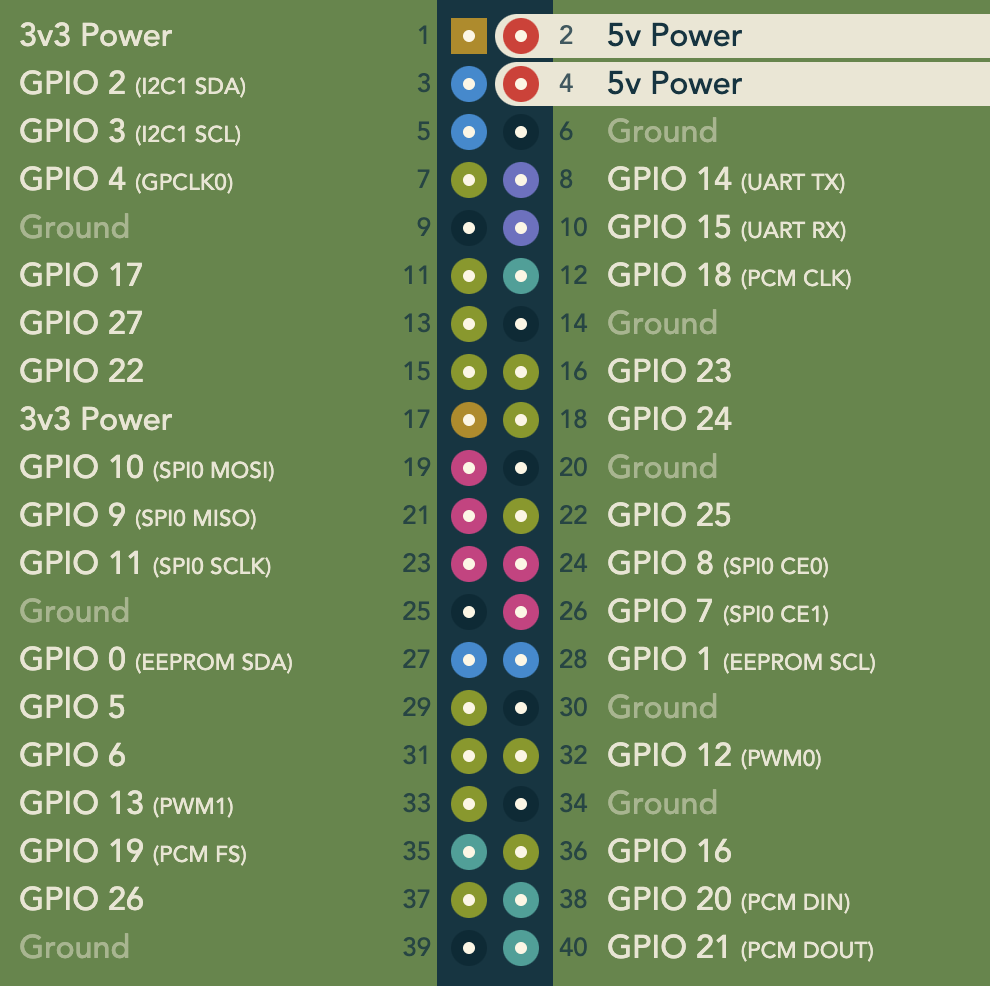 3v3 Power 1 2 5v Power
GPIO 2 (I2C1 SDA) 3 4 5v Power
GPIO 3 (I2C1 SCL) 5 6 Ground
GPIO 4 (GPCLK0) 7 8 GPIO 14 (UART TX)
Ground 9 10 GPIO 15 (UART RX)
GPIO 17 11 12 GPIO 18 (PCM CLK)
GPIO 27 13 14 Ground
GPIO 22 15 16 GPIO 23
3v3 Power 17 18 GPIO 24
GPIO 10 (SPI0 MOSI) 19 20 Ground
GPIO 9 (SPI0 MISO) 21 22 GPIO 25
GPIO 11 (SPI0 SCLK) 23 24 GPIO 8 (SPI0 CE0)
Ground 25 26 GPIO 7 (SPI0 CE1)
GPIO 0 (EEPROM SDA) 27 28 GPIO 1 (EEPROM SCL)
GPIO 5 29 30 Ground
GPIO 6 31 32 GPIO 12 (PWM0)
GPIO 13 (PWM1) 33 34 Ground
GPIO 19 (PCM FS) 35 36 GPIO 16
GPIO 26 37 38 GPIO 20 (PCM DIN)
Ground 39 40 GPIO 21 (PCM DOUT)